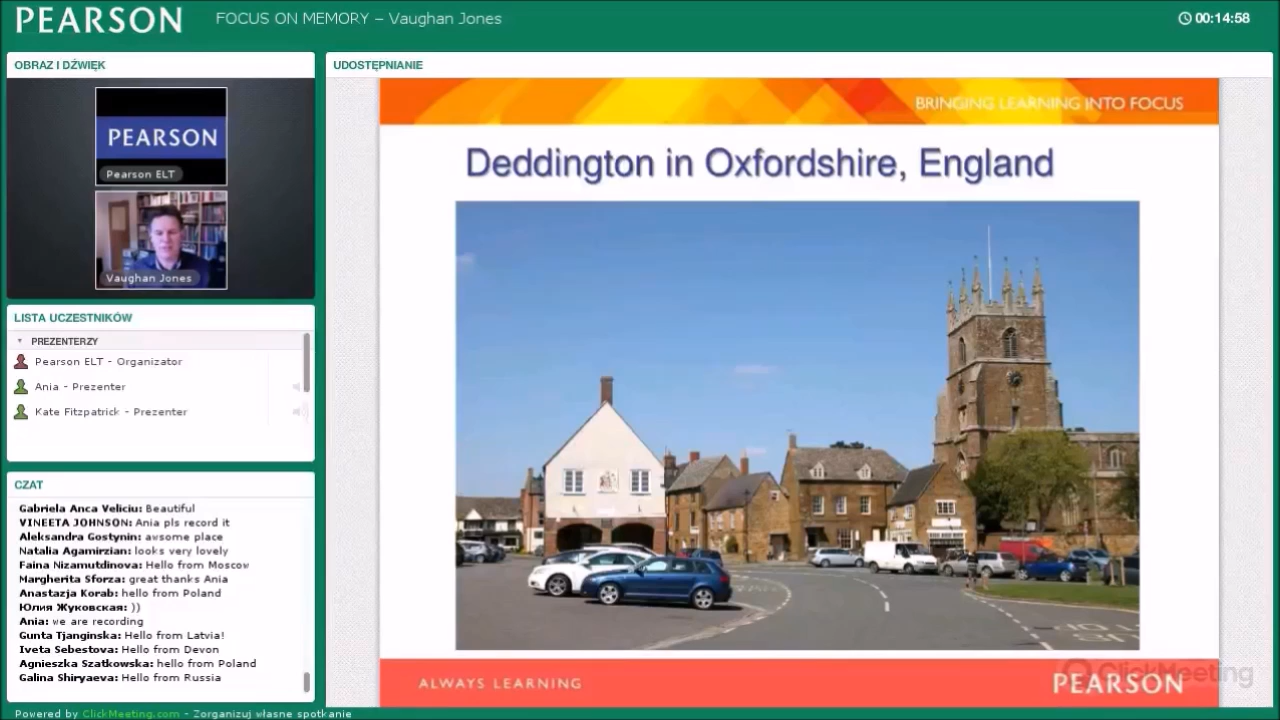 PEARSON
FOCUS ON MEMORY – Vaughan Jones
00:14:58
OBRAZ I DŹWIĘK
PEARSON
Pearson ELT
Vaughan Jones
LISTA UCZESTNIKÓW
PREZENTERZY
Pearson ELT - Organizator
Ania - Prezenter
Kate Fitzpatrick - Prezenter
CZAT
Gabriela Anca Veliciu: Beautiful
VINEETA JOHNSON: Ania pls record it
Aleksandra Gostynin: awsome place
Natalia Agamirzian: looks very lovely
Faina Nizamutdinova: Hello from Moscow
Margherita Sforza: great thanks Ania
Anastazja Korab: hello from Poland
Юлия Жуковская: ))
Ania: we are recording
Gunta Tjanginska: Hello from Latvia!
Iveta Sebestova: Hello from Devon
Agnieszka Szatkowska: hello from Poland
Galina Shiryaeva: Hello from Russia
UDOSTĘPNIANIE
BRINGING LEARNING INTO FOCUS
Deddington in Oxfordshire, England
ALWAYS LEARNING
PEARSON
ClickMeeting
Powered by ClickMeeting.com - Zorganizuj własne spotkanie